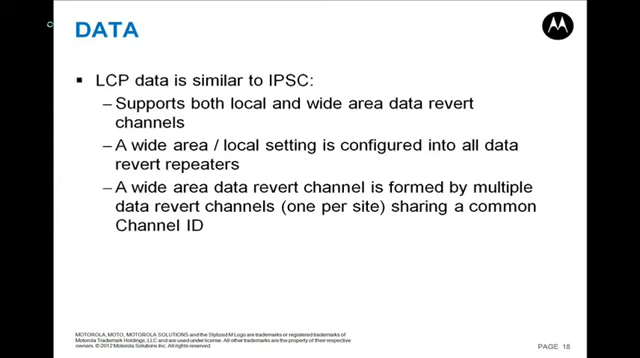 DATA
▪ LCP data is similar to IPSC:
– Supports both local and wide area data revert
channels
– A wide area / local setting is configured into all data
revert repeaters
– A wide area data revert channel is formed by multiple
data revert channels (one per site) sharing a common
Channel ID
MOTOROLA, MOTO, MOTOROLA SOLUTIONS and the Stylized M Logo are trademarks or registered trademarks of
Motorola Trademark Holdings, LLC and are used under license. All other trademarks are the property of their respective
owners. © 2012 Motorola Solutions Inc. All rights reserved.
PAGE 18